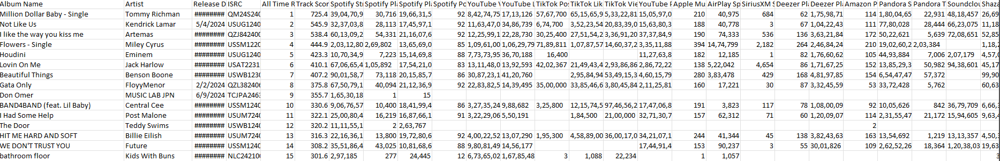 Album Name Artist Release D ISRC All Time R Track Scor Spotify Str Spotify Pla Spotify Pla Spotify Po YouTube V YouTube L TikTok Pos TikTok Lik TikTok Vie YouTube P Apple Mu AirPlay Sp SiriusXM S Deezer Pla Deezer Pla Amazon P Pandora S Pandora T Soundclou Shaza
Million Dollar Baby - Single Tommy Richman ######## QM24S240 1 725.4 39,04,70,9 30,716 19,66,31,5 92 8,42,74,75 17,13,126 57,67,700 65,15,65,9 5,33,22,81 15,05,97,0 210 40,975 684 62 1,75,98,71 114 1,80,04,65 22,931 48,18,457 26,69
Not Like Us Kendrick Lamar 5/4/2024 USUG1240 2 545.9 32,37,03,8 28,113 17,45,97,1 92 11,63,47,0 34,86,739 6,74,700 3,52,23,54 20,83,39,0 15,63,80,3 188 40,778 3 67 1,04,22,43 111 77,80,028 28,444 66,23,075 11,18
I like the way you kiss me Artemas ######## QZJ842400 3 538.4 60,13,09,2 54,331 21,16,07,6 92 12,25,99,1 22,28,730 30,25,400 27,51,54,2 3,36,91,20 37,37,84,9 190 74,333 536 136 3,63,21,84 172 50,22,621 5,639 72,08,651 52,85
Flowers - Single Miley Cyrus ######## USSM1220 4 444.9 2,03,12,80 2,69,802 13,65,69,0 85 1,09,61,00 1,06,29,79 71,89,811 1,07,87,57 14,60,37,2 3,35,11,88 394 14,74,799 2,182 264 2,46,84,24 210 19,02,60,2 2,03,384 1,18,2
Houdini Eminem ######## USUG1240 5 423.3 10,70,34,9 7,223 15,14,69,8 88 7,73,73,95 36,70,188 16,400 11,27,63,8 182 12,185 1 82 1,76,60,62 105 44,93,884 7,006 2,07,179 4,57,0
Lovin On Me Jack Harlow ######## USAT2231 6 410.1 67,06,65,4 1,05,892 17,54,21,0 83 13,11,48,0 13,92,593 42,02,367 21,49,43,4 2,93,86,86 2,86,72,22 138 5,22,042 4,654 86 1,71,67,25 152 13,85,29,3 50,982 94,38,601 45,17
Beautiful Things Benson Boone ######## USWB1230 7 407.2 90,01,58,7 73,118 20,15,85,7 86 30,87,23,1 41,20,760 2,95,84,94 53,49,15,3 4,60,15,79 280 3,83,478 429 168 4,81,97,85 154 6,54,47,47 57,372 99,90
Gata Only FloyyMenor 2/2/2024 QZL382406 8 375.8 67,50,79,1 40,094 21,12,36,9 92 22,83,82,5 14,39,495 35,00,000 33,85,46,6 3,80,45,84 2,11,25,81 160 17,221 30 87 3,32,45,59 53 33,72,428 5,762 60,63
Don Omer MUSIC LAB JPN 6/9/2024 TCJPA2463 9 355.7 1,65,30,18 1 15
BAND4BAND (feat. Lil Baby) Central Cee ######## USSM1240 10 330.6 9,06,76,57 10,400 18,41,99,4 86 3,27,35,24 9,88,682 3,25,800 12,15,74,5 97,46,56,2 17,47,06,8 191 3,823 117 78 1,08,00,09 92 10,05,626 842 36,79,709 6,66,3
I Had Some Help Post Malone ######## USUM7240 11 322.1 25,00,80,4 16,219 16,87,66,1 91 3,22,29,06 5,50,191 1,84,500 21,00,000 32,71,30,7 157 62,312 71 60 1,20,09,07 114 2,31,55,47 21,172 15,94,605 9,63,4
The Door Teddy Swims ######## USWB1240 12 320.2 11,11,55,1 2 2,63,767 2
HIT ME HARD AND SOFT Billie Eilish ######## USUM7240 13 316.3 22,16,36,1 13,800 19,72,80,6 92 4,00,22,52 13,07,290 1,95,300 4,58,89,00 36,00,17,0 34,21,07,1 244 41,344 45 138 3,82,43,63 163 13,54,692 1,219 13,13,357 4,50,3
WE DON'T TRUST YOU Future ######## USSM1240 14 308.2 35,51,86,4 43,025 10,81,68,6 88 9,80,81,49 14,56,177 17,44,91,4 153 90,237 3 55 30,01,826 109 2,62,52,26 18,364 1,20,38,03 19,63
bathroom floor Kids With Buns ######## NLC242100 15 301.6 2,97,185 277 24,445 12 6,73,65,02 1,67,85,48 3 1,088 22,234 1 1,057 3